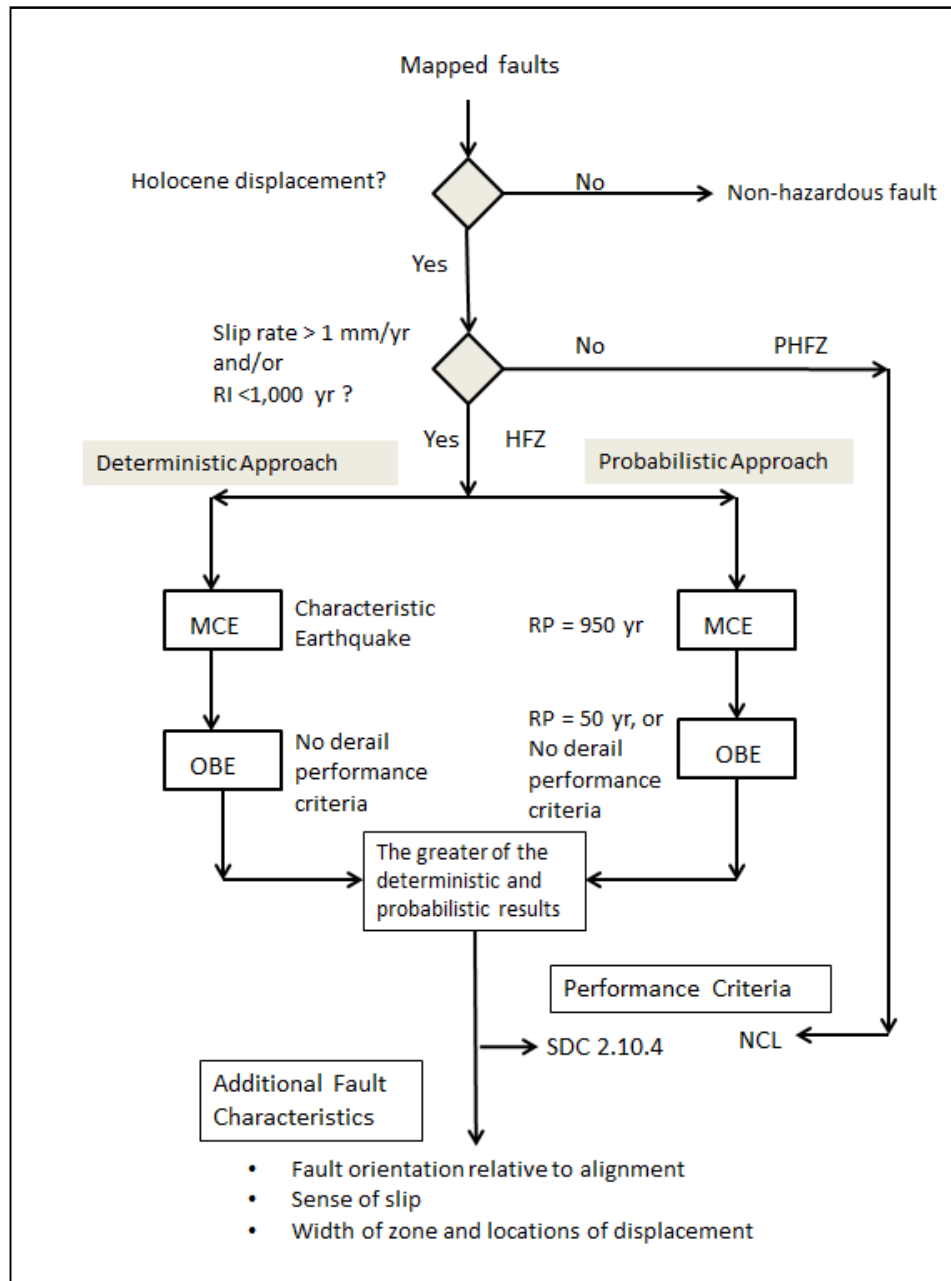 Mapped faults
Holocene displacement?
No
Non-hazardous fault
Yes
Slip rate > 1 mm/yr
and/or
RI <1,000 yr ?
No
PHFZ
Yes
HFZ
Deterministic Approach
Probabilistic Approach
MCE
Characteristic
Earthquake
RP = 950 yr
MCE
OBE
No derail
performance
criteria
RP = 50 yr, or
No derail
performance
criteria
OBE
The greater of the
deterministic and
probabilistic results
Performance Criteria
SDC 2.10.4
NCL
Additional Fault
Characteristics
• Fault orientation relative to alignment
• Sense of slip
• Width of zone and locations of displacement